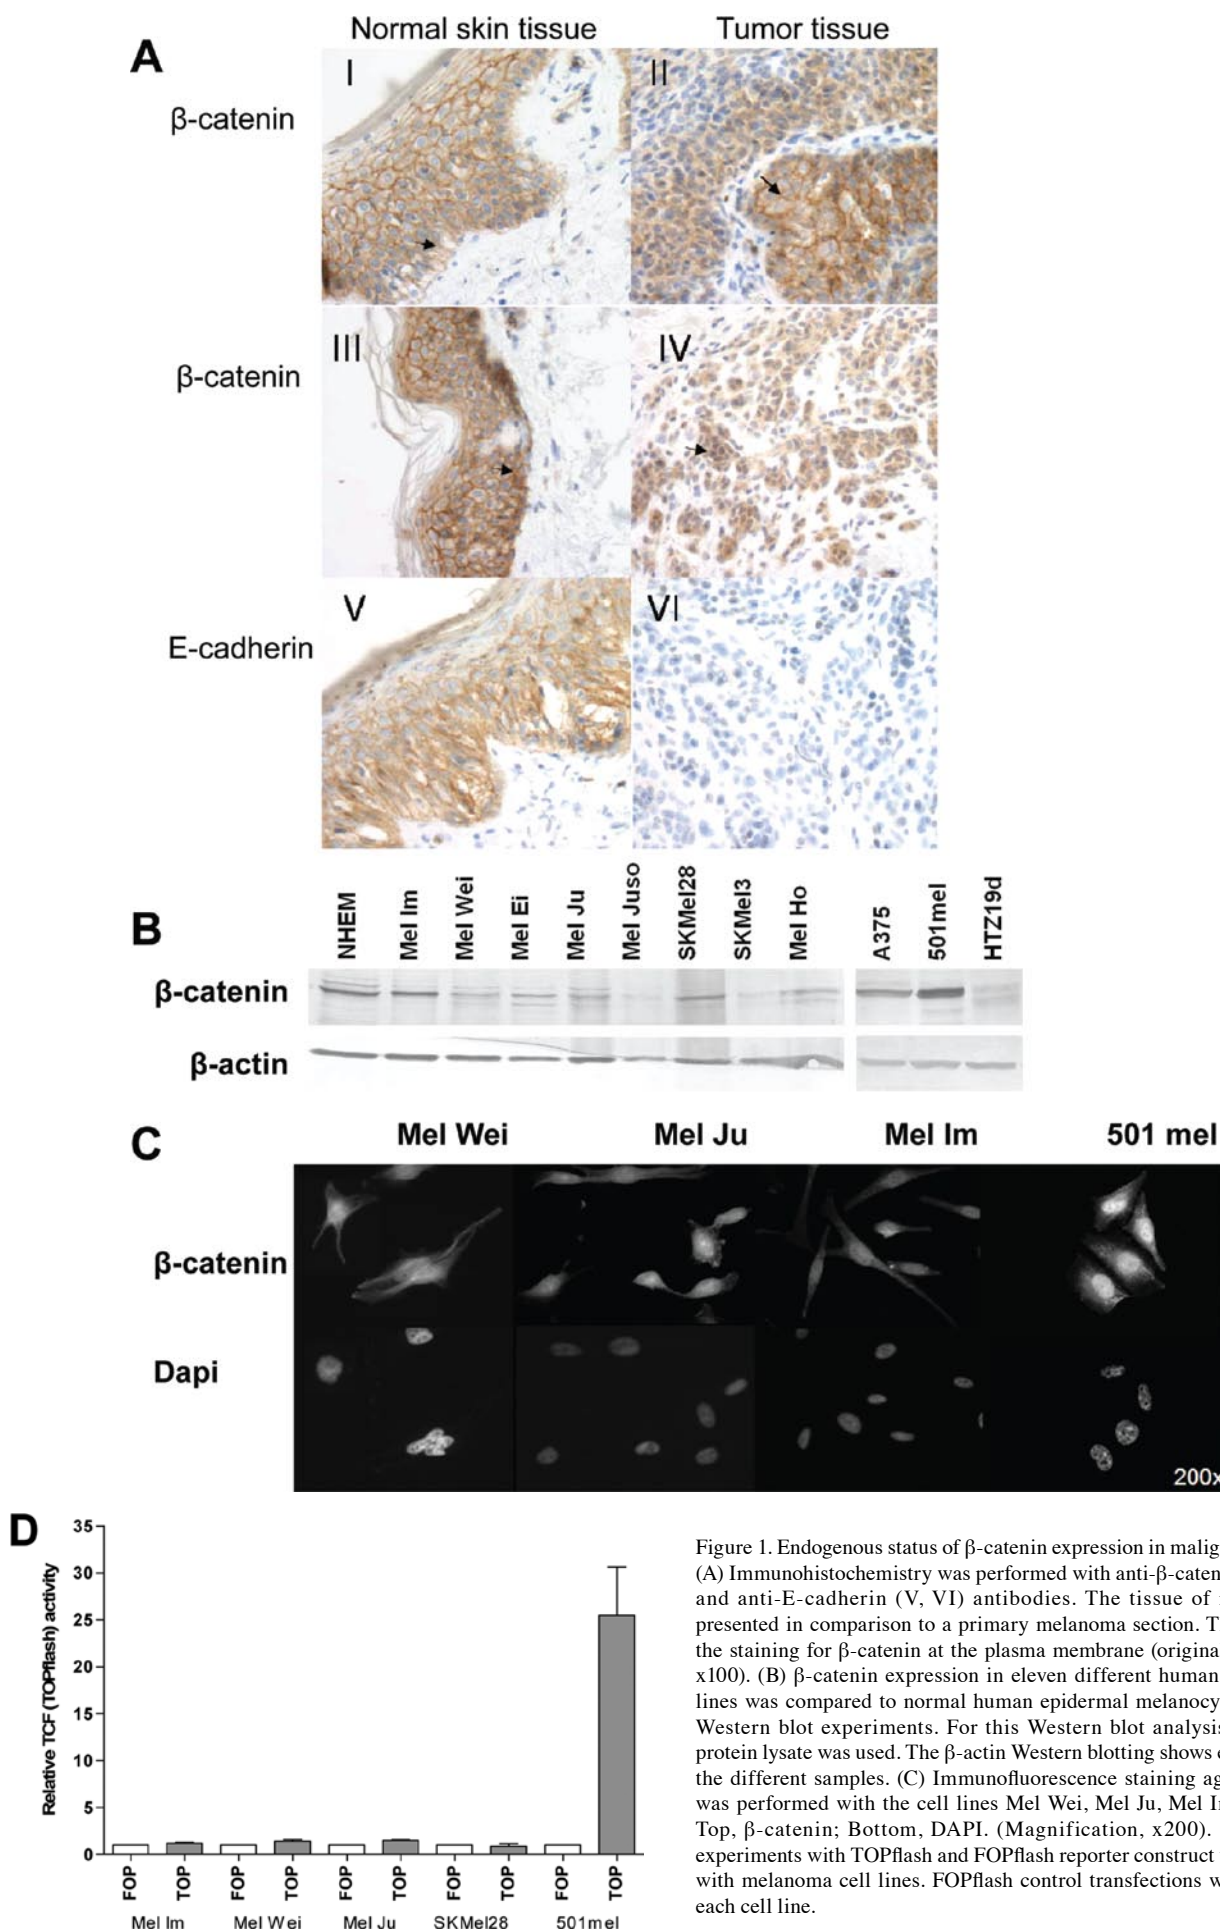 Normal skin tissue Tumor tissue
A
I II
β-catenin
III IV
β-catenin
V VI
E-cadherin
B
NHEM Mel Im Mel Wei Mel Ei Mel Ju Mel Juso SKMel28 SKMel3 Mel Ho A375 501mel HTZ19d
β-catenin
β-actin
C
Mel Wei Mel Ju Mel Im 501 mel
β-catenin
Dapi
200x
D
Relative TCF (TOPflash) activity
35
30
25
20
15
10
5
0
FOP TOP FOP TOP FOP TOP FOP TOP FOP TOP
Mel Im Mel Wei Mel Ju SKMel28 501mel
Figure 1. Endogenous status of β-catenin expression in malig
(A) Immunohistochemistry was performed with anti-β-caten
and anti-E-cadherin (V, VI) antibodies. The tissue of
presented in comparison to a primary melanoma section. T
the staining for β-catenin at the plasma membrane (origina
x100). (B) β-catenin expression in eleven different human
lines was compared to normal human epidermal melanocy
Western blot experiments. For this Western blot analysis
protein lysate was used. The β-actin Western blotting shows
the different samples. (C) Immunofluorescence staining ag
was performed with the cell lines Mel Wei, Mel Ju, Mel I
Top, β-catenin; Bottom, DAPI. (Magnification, x200).
experiments with TOPflash and FOPflash reporter construct
with melanoma cell lines. FOPflash control transfections w
each cell line.